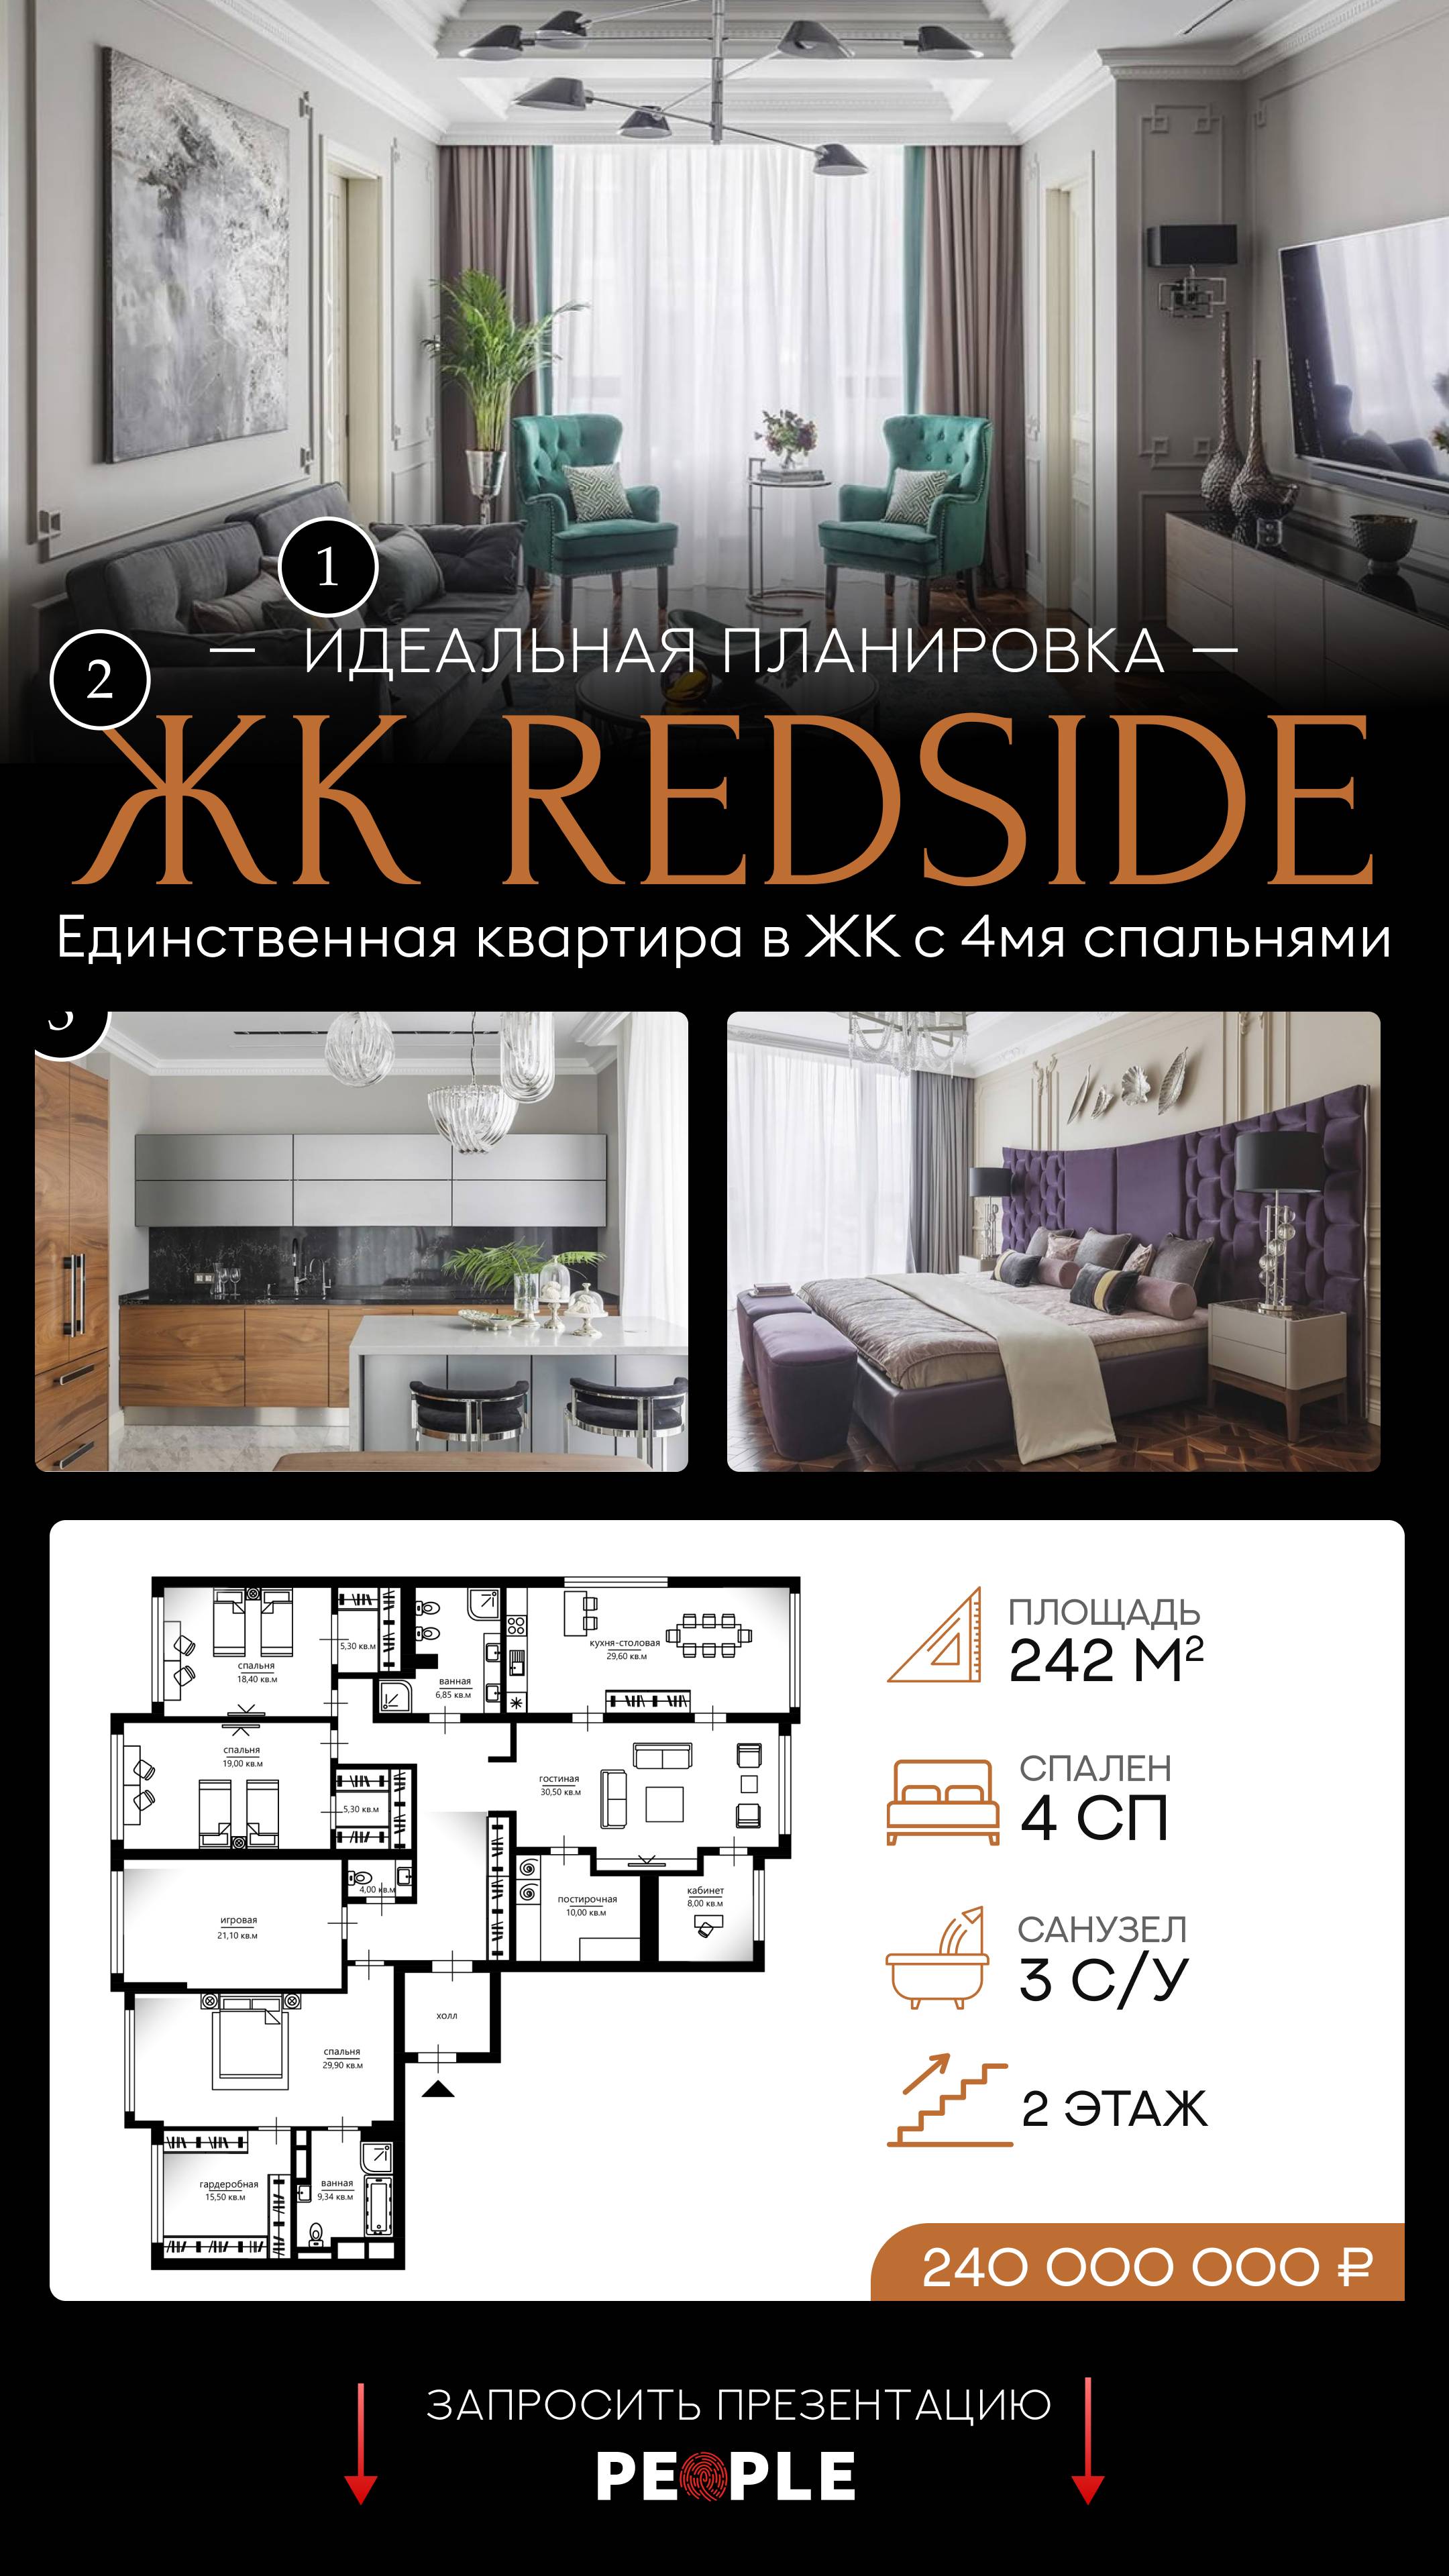 1
— ИДЕАЛЬНАЯ ПЛАНИРОВКА —
2
ЖК REDSIDE
Единственная квартира в ЖК с 4мя спальнями
3
спальня
18,40 кв.м
5,30 кв.м
ванная
6,85 кв.м
кухня-столовая
29,60 кв.м
спальня
19,00 кв.м
5,30 кв.м
гостиная
30,50 кв.м
4,00 кв.м
игровая
21,10 кв.м
постирочная
10,00 кв.м
кабинет
8,00 кв.м
холл
спальня
29,90 кв.м
гардеробная
15,50 кв.м
ванная
9,34 кв.м
ПЛОЩАДЬ
242 М²
СПАЛЕН
4 СП
САНУЗЕЛ
3 С/У
2 ЭТАЖ
240 000 000 ₽
ЗАПРОСИТЬ ПРЕЗЕНТАЦИЮ
PEOPLE